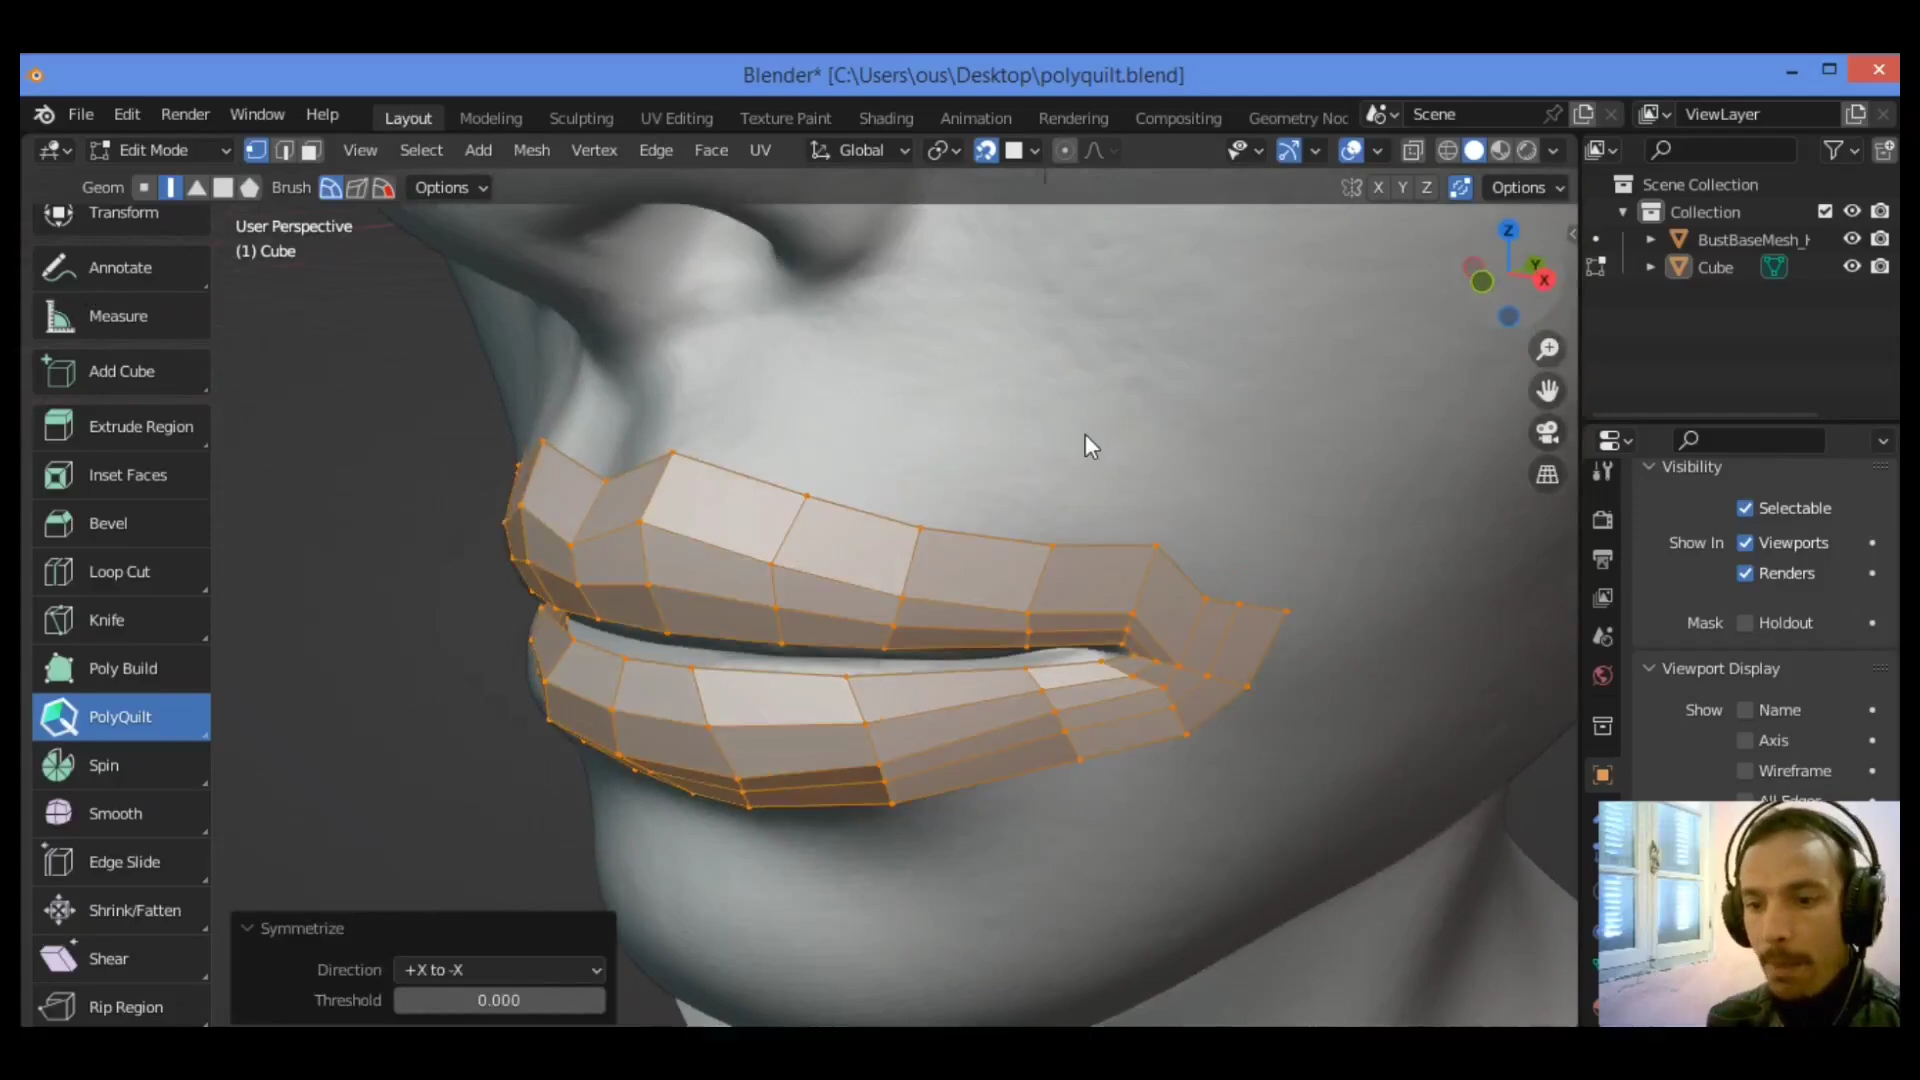 Blender* [C:\Users\ous\Desktop\polyquilt.blend]
File Edit Render Window Help Layout Modeling Sculpting UV Editing Texture Paint Shading Animation Rendering Compositing Geometry Noc Scene ViewLayer
Edit Mode View Select Add Mesh Vertex Edge Face UV Global
Geom Brush Options X Y Z Options
Transform
Annotate
Measure
Add Cube
Extrude Region
Inset Faces
Bevel
Loop Cut
Knife
Poly Build
PolyQuilt
Spin
Smooth
Edge Slide
Shrink/Fatten
Shear
Rip Region
User Perspective
(1) Cube
Z
Y
X
Symmetrize
Direction +X to -X
Threshold 0.000
Scene Collection
Collection
BustBaseMesh_H
Cube
Visibility
Selectable
Show In Viewports
Renders
Mask Holdout
Viewport Display
Show Name
Axis
Wireframe
All Edges